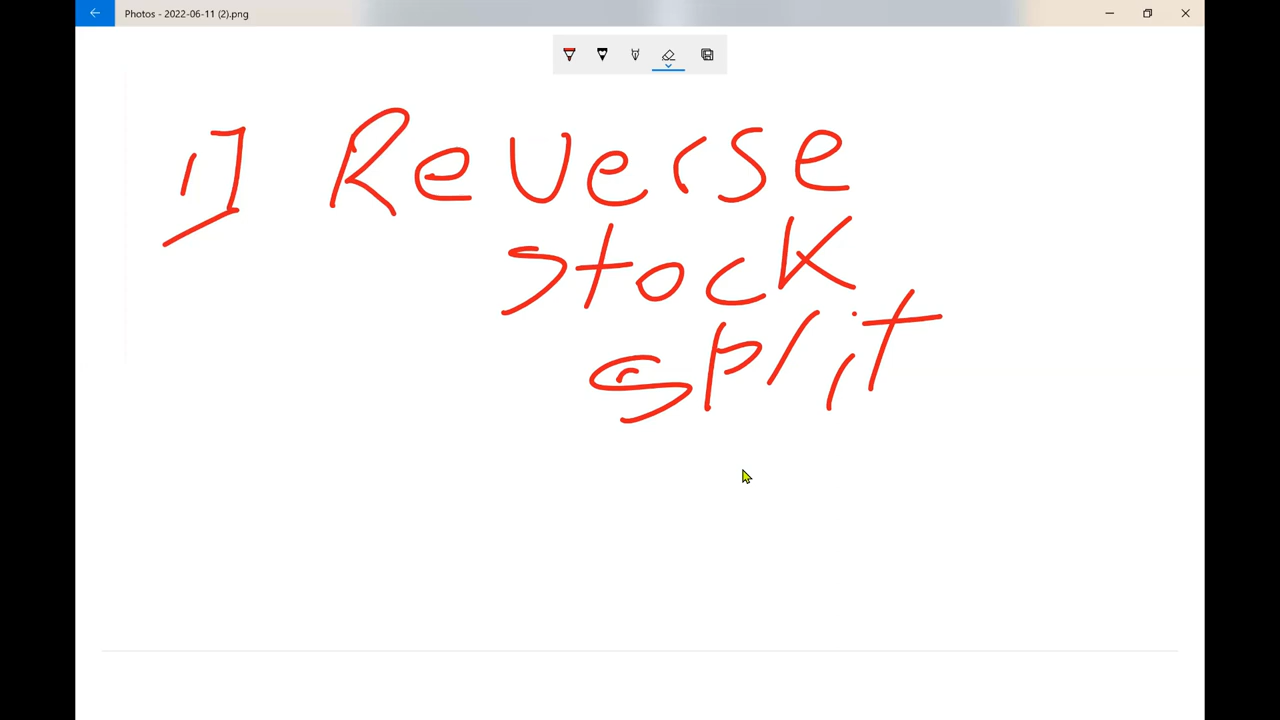 Photos - 2022-06-11 (2).png
1] Reverse
stock
split